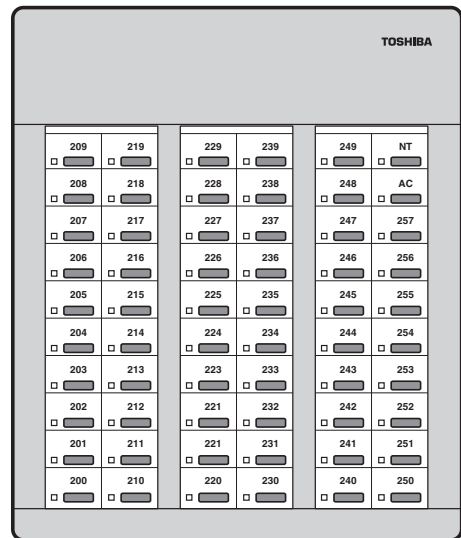 TOSHIBA
209 219 229 239 249 NT
208 218 228 238 248 AC
207 217 227 237 247 257
206 216 226 236 246 256
205 215 225 235 245 255
204 214 224 234 244 254
203 213 223 233 243 253
202 212 221 232 242 252
201 211 221 231 241 251
200 210 220 230 240 250